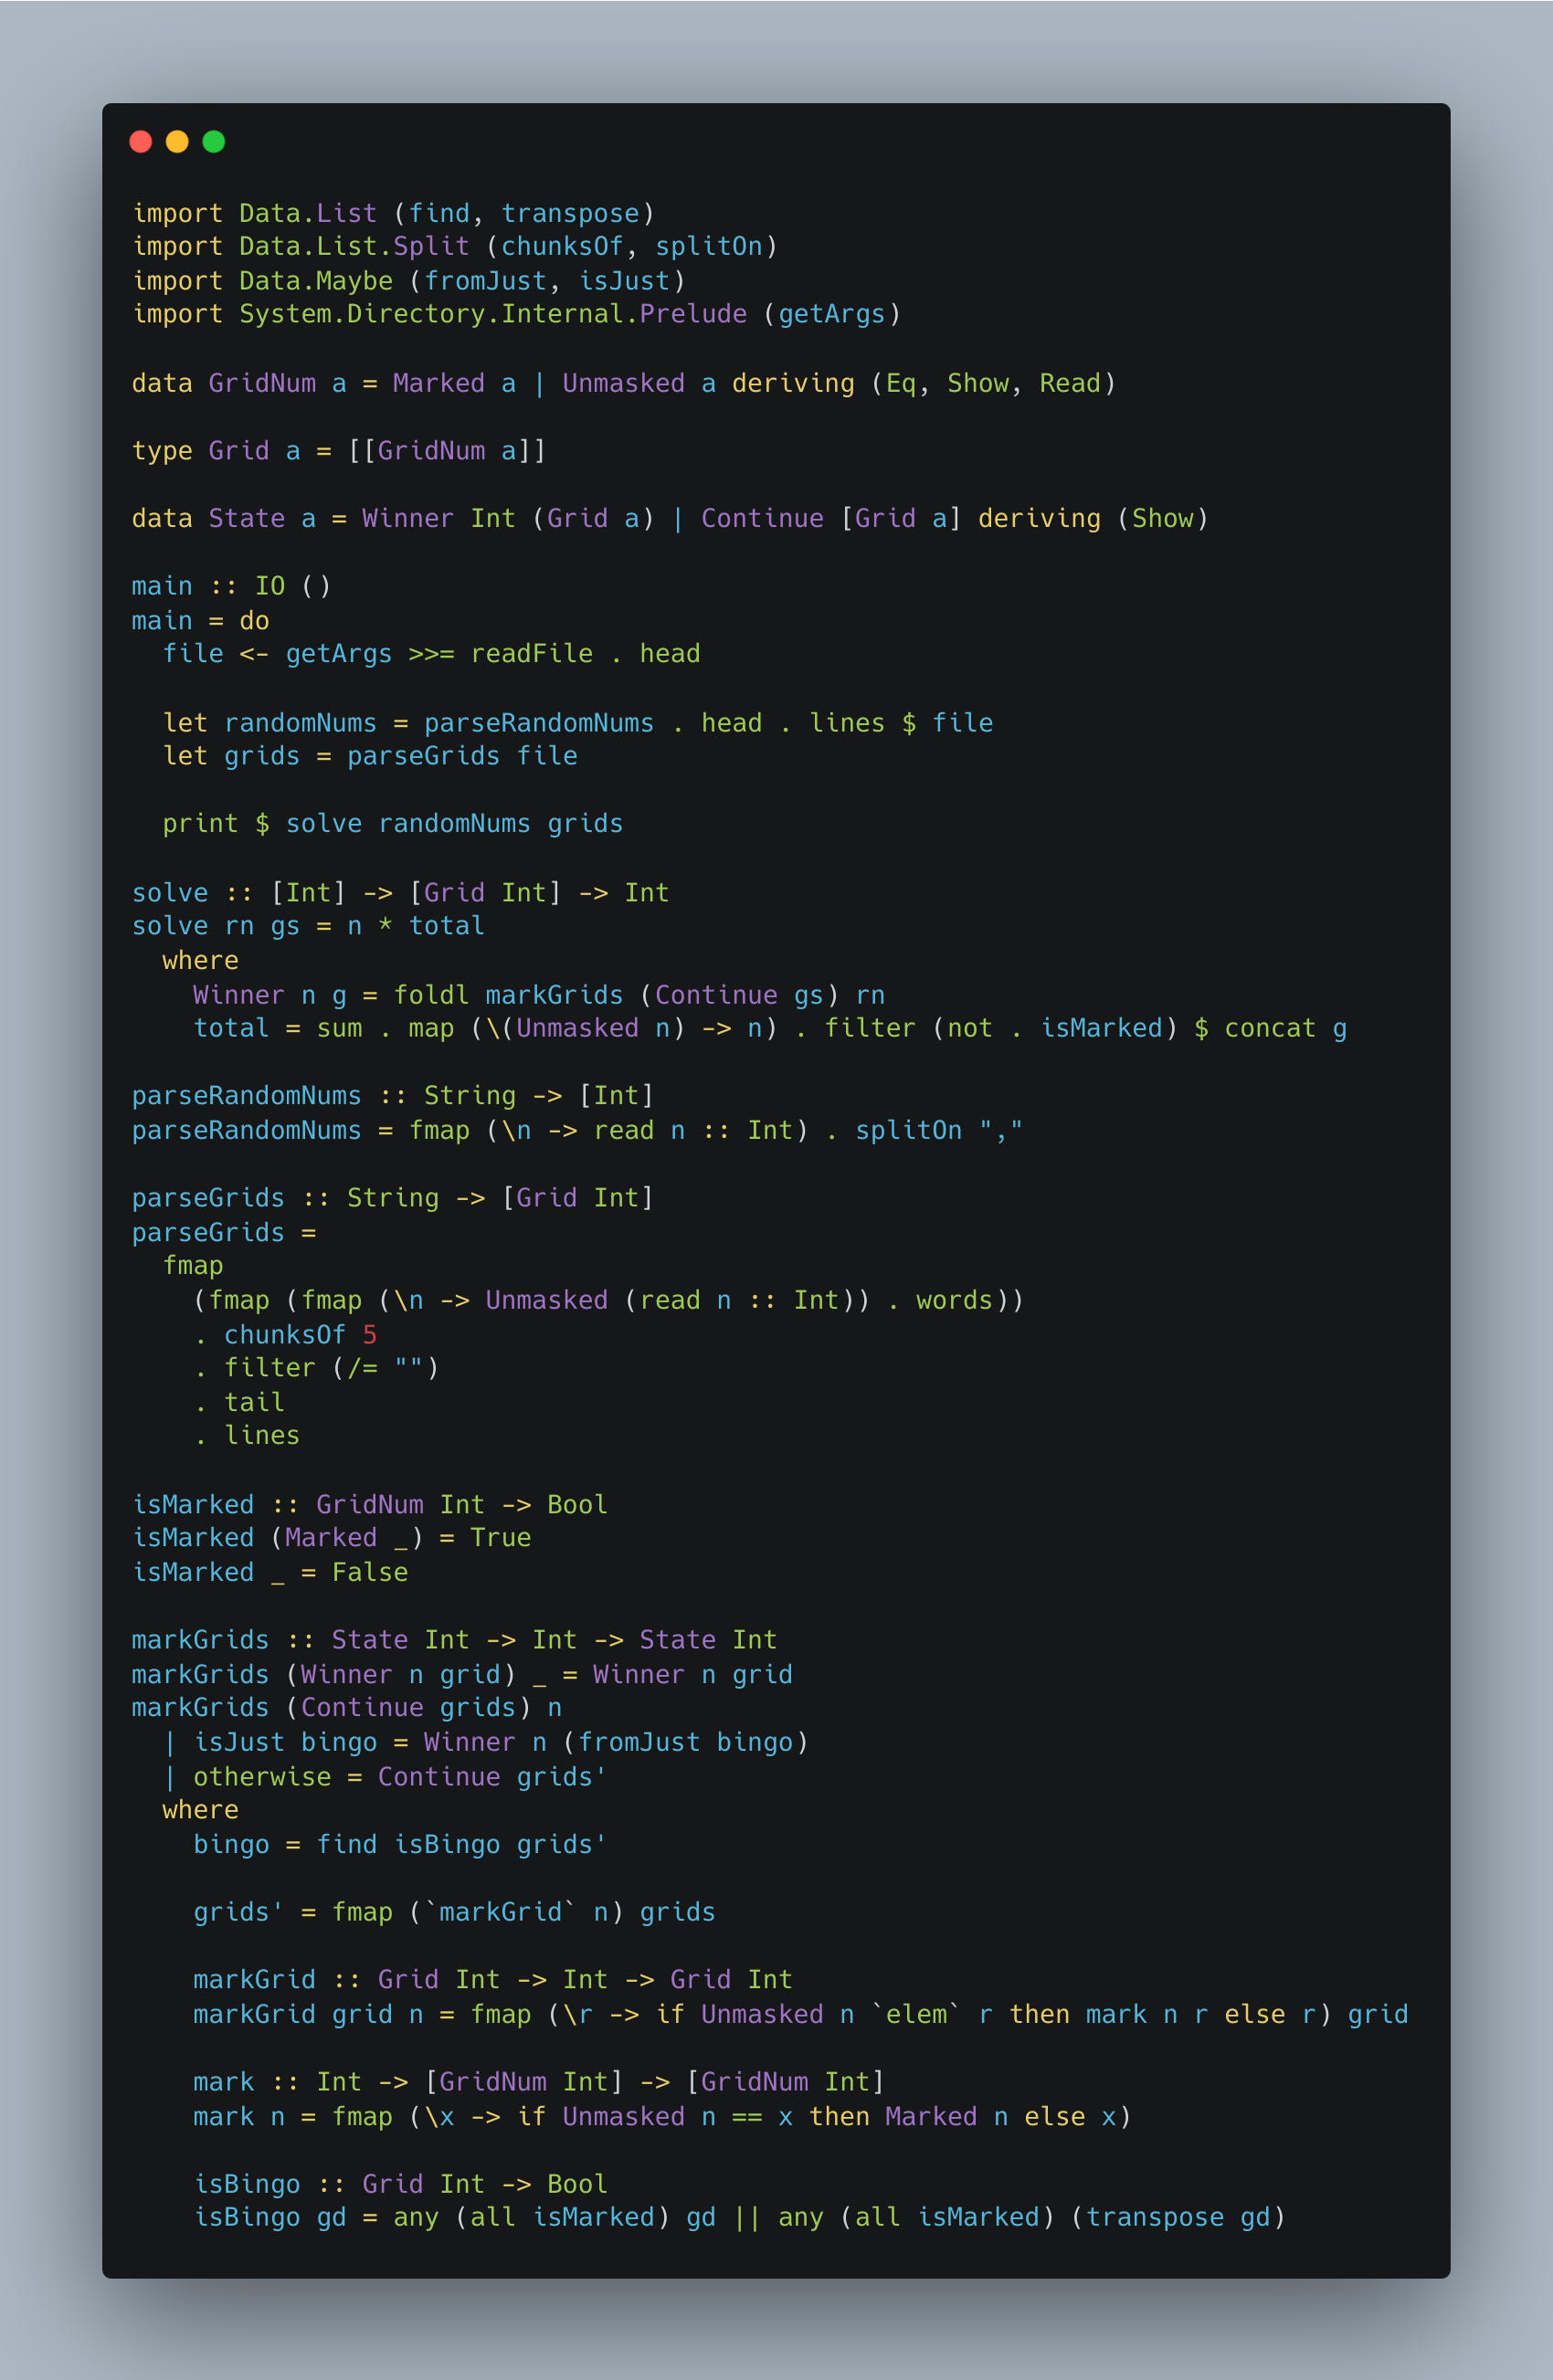 import Data.List (find, transpose)
import Data.List.Split (chunksOf, splitOn)
import Data.Maybe (fromJust, isJust)
import System.Directory.Internal.Prelude (getArgs)

data GridNum a = Marked a | Unmasked a deriving (Eq, Show, Read)

type Grid a = [[GridNum a]]

data State a = Winner Int (Grid a) | Continue [Grid a] deriving (Show)

main :: IO ()
main = do
  file <- getArgs >>= readFile . head

  let randomNums = parseRandomNums . head . lines $ file
  let grids = parseGrids file

  print $ solve randomNums grids

solve :: [Int] -> [Grid Int] -> Int
solve rn gs = n * total
  where
    Winner n g = foldl markGrids (Continue gs) rn
    total = sum . map (\(Unmasked n) -> n) . filter (not . isMarked) $ concat g

parseRandomNums :: String -> [Int]
parseRandomNums = fmap (\n -> read n :: Int) . splitOn ","

parseGrids :: String -> [Grid Int]
parseGrids =
  fmap
    (fmap (fmap (\n -> Unmasked (read n :: Int)) . words))
    . chunksOf 5
    . filter (/= "")
    . tail
    . lines

isMarked :: GridNum Int -> Bool
isMarked (Marked _) = True
isMarked _ = False

markGrids :: State Int -> Int -> State Int
markGrids (Winner n grid) _ = Winner n grid
markGrids (Continue grids) n
  | isJust bingo = Winner n (fromJust bingo)
  | otherwise = Continue grids'
  where
    bingo = find isBingo grids'

    grids' = fmap (`markGrid` n) grids

    markGrid :: Grid Int -> Int -> Grid Int
    markGrid grid n = fmap (\r -> if Unmasked n `elem` r then mark n r else r) grid

    mark :: Int -> [GridNum Int] -> [GridNum Int]
    mark n = fmap (\x -> if Unmasked n == x then Marked n else x)

    isBingo :: Grid Int -> Bool
    isBingo gd = any (all isMarked) gd || any (all isMarked) (transpose gd)